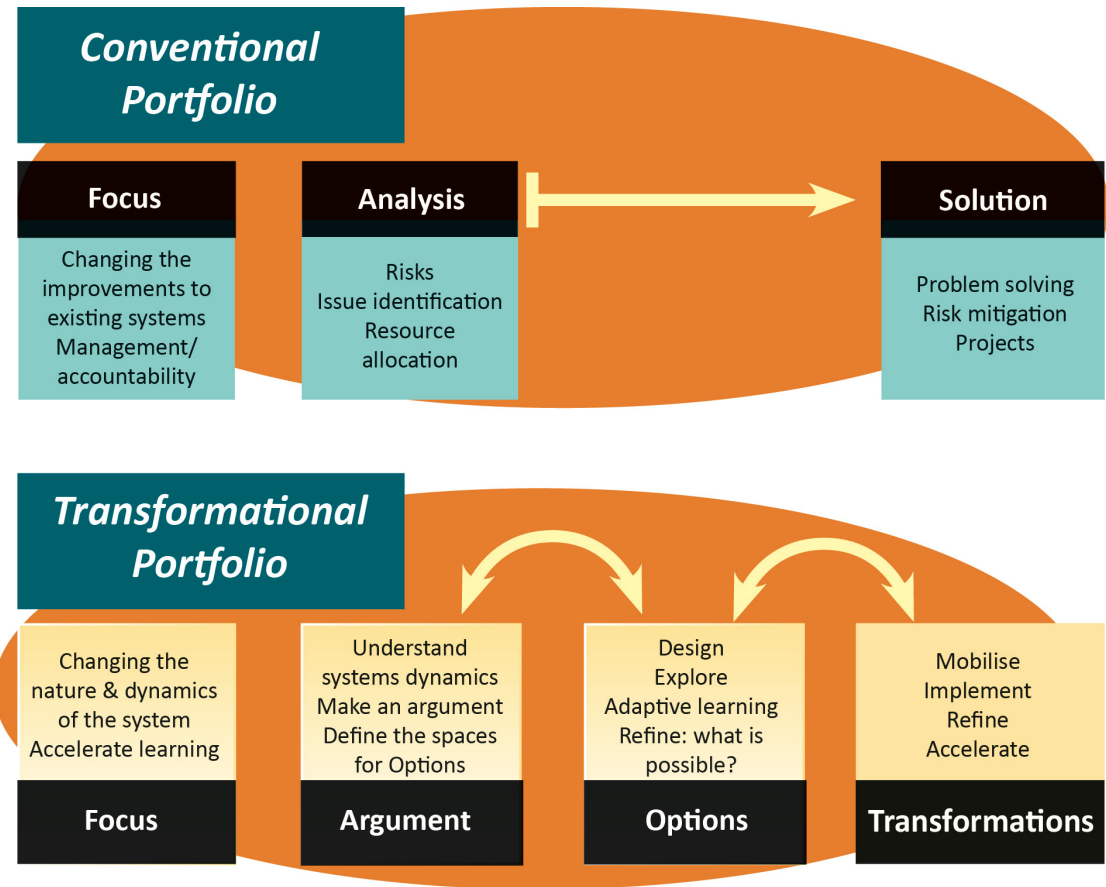 Conventional
Portfolio
Focus
Changing the
improvements to
existing systems
Management/
accountability
Analysis
Risks
Issue identification
Resource
allocation
Solution
Problem solving
Risk mitigation
Projects
Transformational
Portfolio
Changing the
nature & dynamics
of the system
Accelerate learning
Focus
Understand
systems dynamics
Make an argument
Define the spaces
for Options
Argument
Design
Explore
Adaptive learning
Refine: what is
possible?
Options
Mobilise
Implement
Refine
Accelerate
Transformations